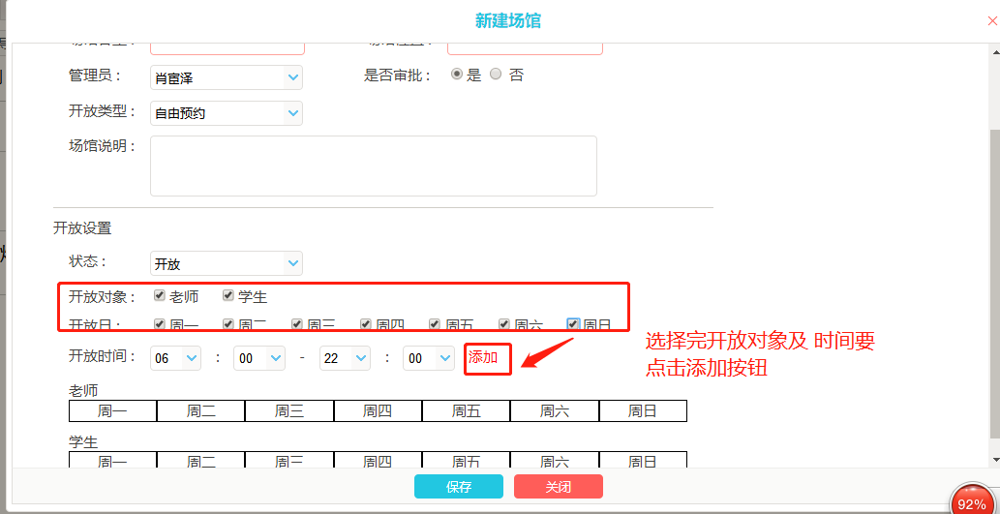 新建场馆
管理员： 肖宦泽 是否审批： 是 否
开放类型： 自由预约
场馆说明：
开放设置
状态： 开放
开放对象： 老师 学生
开放日： 周一 周二 周三 周四 周五 周六 周日
开放时间： 06 : 00 - 22 : 00 添加
选择完开放对象及 时间要
点击添加按钮
老师
周一 周二 周三 周四 周五 周六 周日
学生
周一 周二 周三 周四 周五 周六 周日
保存 关闭
92%